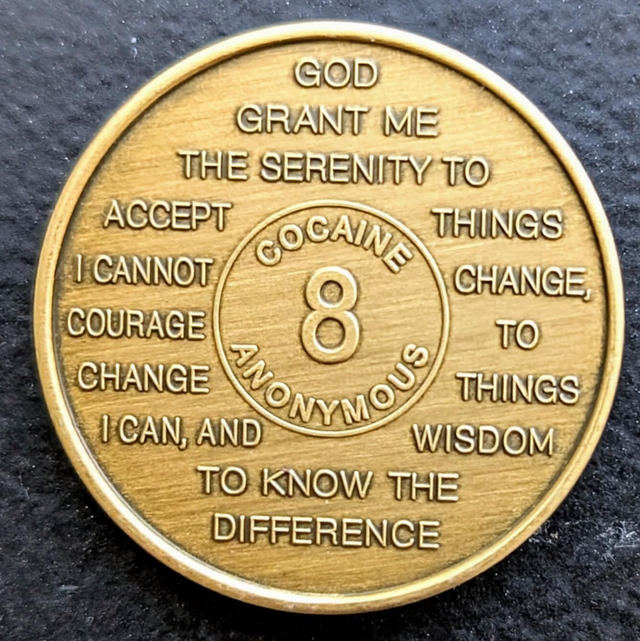 GOD
GRANT ME
THE SERENITY TO
ACCEPT THINGS
I CANNOT CHANGE,
COURAGE TO
CHANGE THINGS
I CAN, AND WISDOM
TO KNOW THE
DIFFERENCE
COCAINE
8
ANONYMOUS